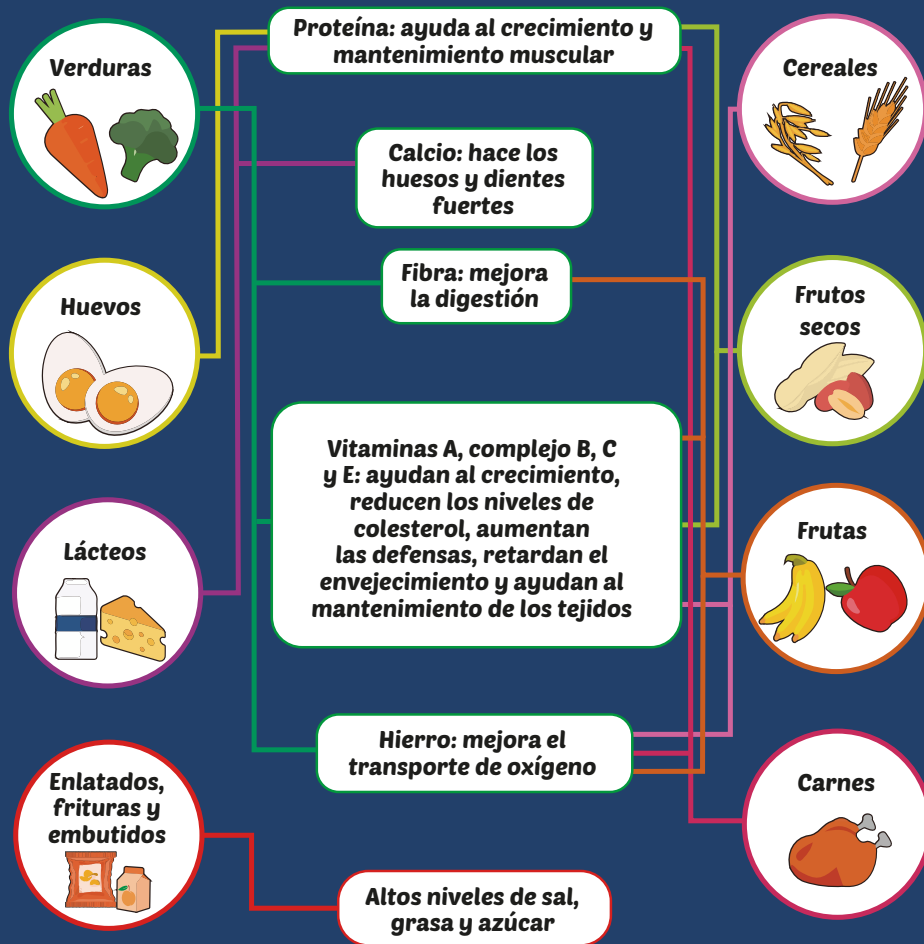 Proteína: ayuda al crecimiento y
mantenimiento muscular
Verduras
Cereales
Calcio: hace los
huesos y dientes
fuertes
Fibra: mejora
la digestión
Huevos
Frutos
secos
Vitaminas A, complejo B, C
y E: ayudan al crecimiento,
reducen los niveles de
colesterol, aumentan
las defensas, retardan el
envejecimiento y ayudan al
mantenimiento de los tejidos
Lácteos
Frutas
Hierro: mejora el
transporte de oxígeno
Enlatados,
frituras y
embutidos
Carnes
Altos niveles de sal,
grasa y azúcar